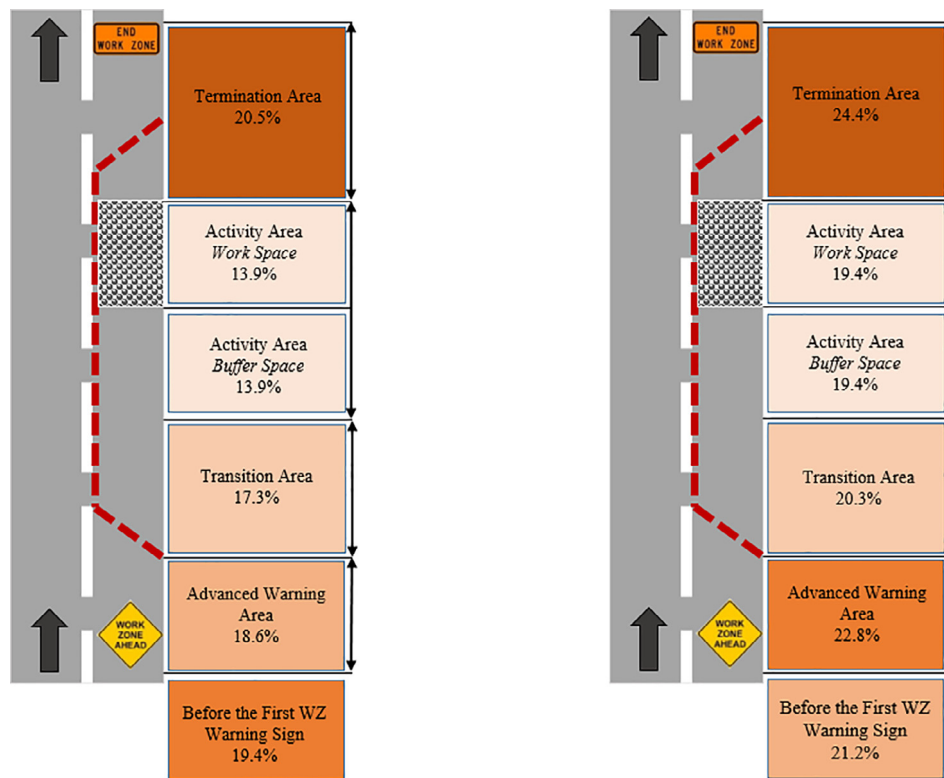 END
WORK ZONE
Termination Area
20.5%
Activity Area
Work Space
13.9%
Activity Area
Buffer Space
13.9%
Transition Area
17.3%
Advanced Warning
Area
18.6%
WORK
ZONE
AHEAD
Before the First WZ
Warning Sign
19.4%
END
WORK ZONE
Termination Area
24.4%
Activity Area
Work Space
19.4%
Activity Area
Buffer Space
19.4%
Transition Area
20.3%
Advanced Warning
Area
22.8%
WORK
ZONE
AHEAD
Before the First WZ
Warning Sign
21.2%